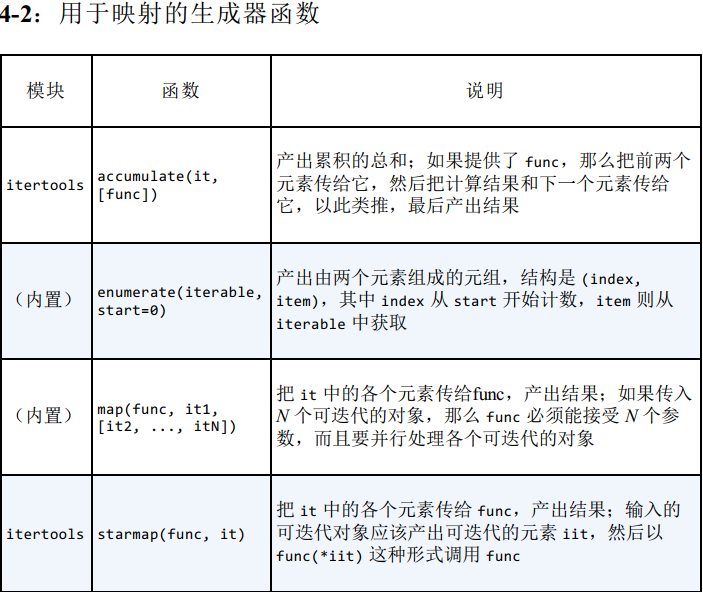 4-2：用于映射的生成器函数
模块 函数 说明
itertools
accumulate(it,
[func])
产出累积的总和；如果提供了 func，那么把前两个
元素传给它，然后把计算结果和下一个元素传给
它，以此类推，最后产出结果
（内置）
enumerate(iterable,
start=0)
产出由两个元素组成的元组，结构是 (index,
item)，其中 index 从 start 开始计数，item 则从
iterable 中获取
（内置）
map(func, it1,
[it2, ..., itN])
把 it 中的各个元素传给func，产出结果；如果传入
N 个可迭代的对象，那么 func 必须能接受 N 个参
数，而且要并行处理各个可迭代的对象
itertools
starmap(func, it)
把 it 中的各个元素传给 func，产出结果；输入的
可迭代对象应该产出可迭代的元素 iit，然后以
func(*iit) 这种形式调用 func